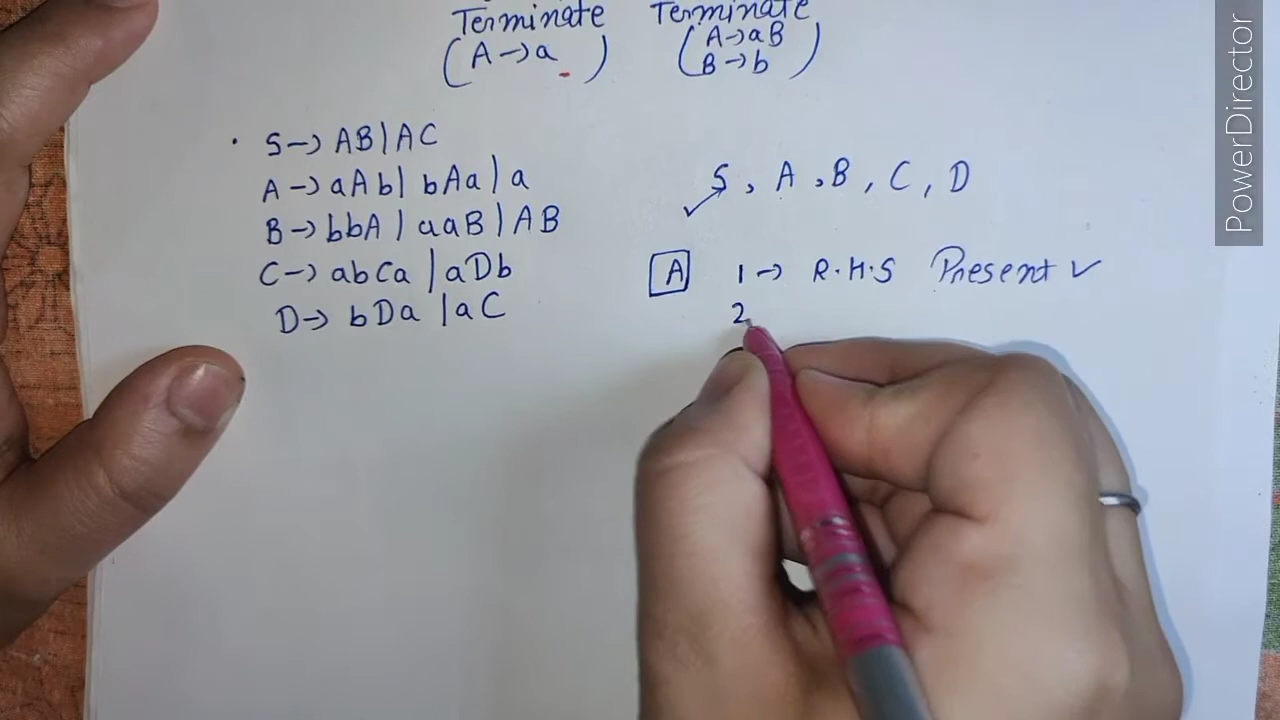 Terminate Terminate
(A→a) (A→aB
B→b)
S→AB|AC
A→aAb|bAa|a
B→bbA|aaB|AB
C→abCa|aDb
D→bDa|aC
S, A, B, C, D
A 1→ R.H.S Present ✓
2
PowerDirector